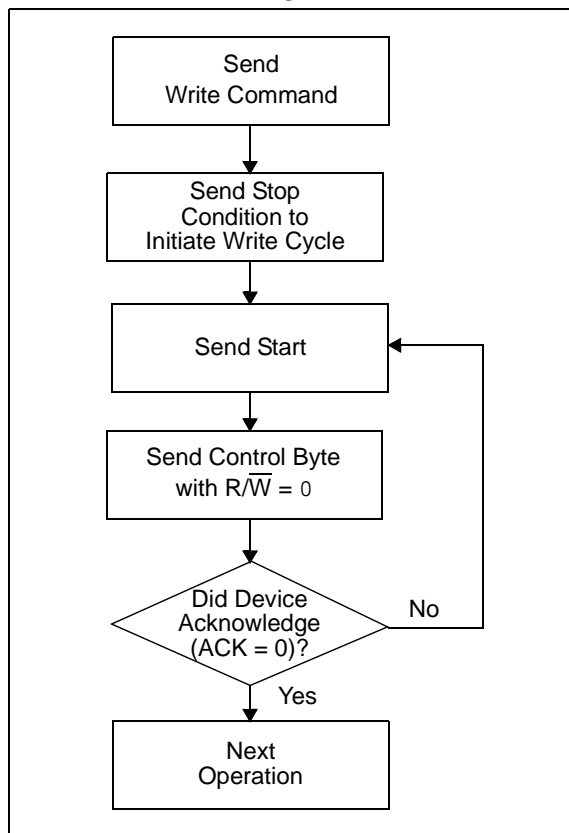 Send
Write Command
Send Stop
Condition to
Initiate Write Cycle
Send Start
Send Control Byte
with R/W̅ = 0
Did Device
Acknowledge
(ACK = 0)?
No
Yes
Next
Operation